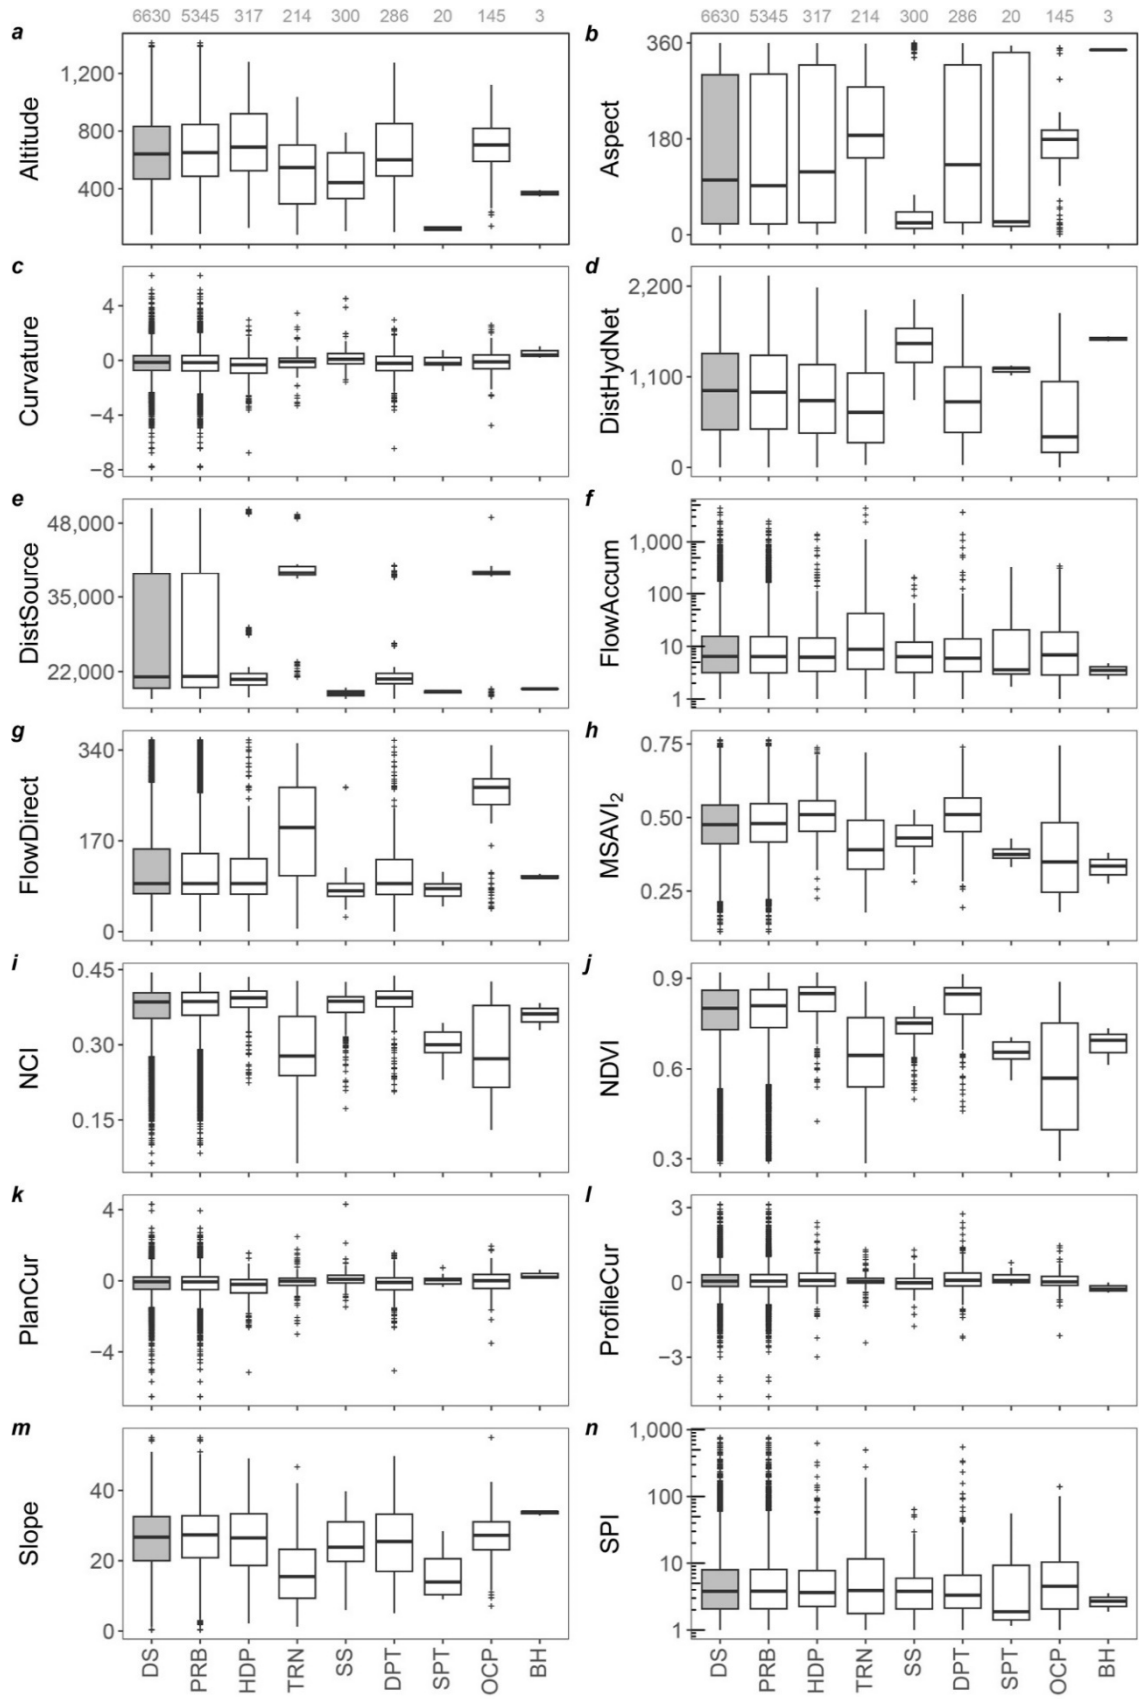 6630 5345 317 214 300 286 20 145 3 6630 5345 317 214 300 286 20 145 3
a
Altitude
1,200
800
400
b
Aspect
360
180
0
c
Curvature
4
0
−4
−8
d
DistHydNet
2,200
1,100
0
e
DistSource
48,000
35,000
22,000
f
FlowAccum
1,000
100
10
1
g
FlowDirect
340
170
0
h
MSAVI₂
0.75
0.50
0.25
i
NCI
0.45
0.30
0.15
j
NDVI
0.9
0.6
0.3
k
PlanCur
4
0
−4
l
ProfileCur
3
0
−3
m
Slope
40
20
0
n
SPI
1,000
100
10
1
DS PRB HDP TRN SS DPT SPT OCP BH DS PRB HDP TRN SS DPT SPT OCP BH